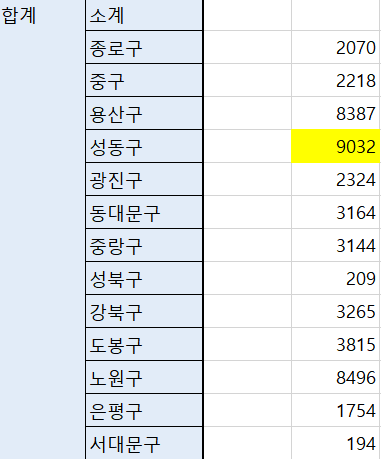 합계 소계
종로구 2070
중구 2218
용산구 8387
성동구 9032
광진구 2324
동대문구 3164
중랑구 3144
성북구 209
강북구 3265
도봉구 3815
노원구 8496
은평구 1754
서대문구 194